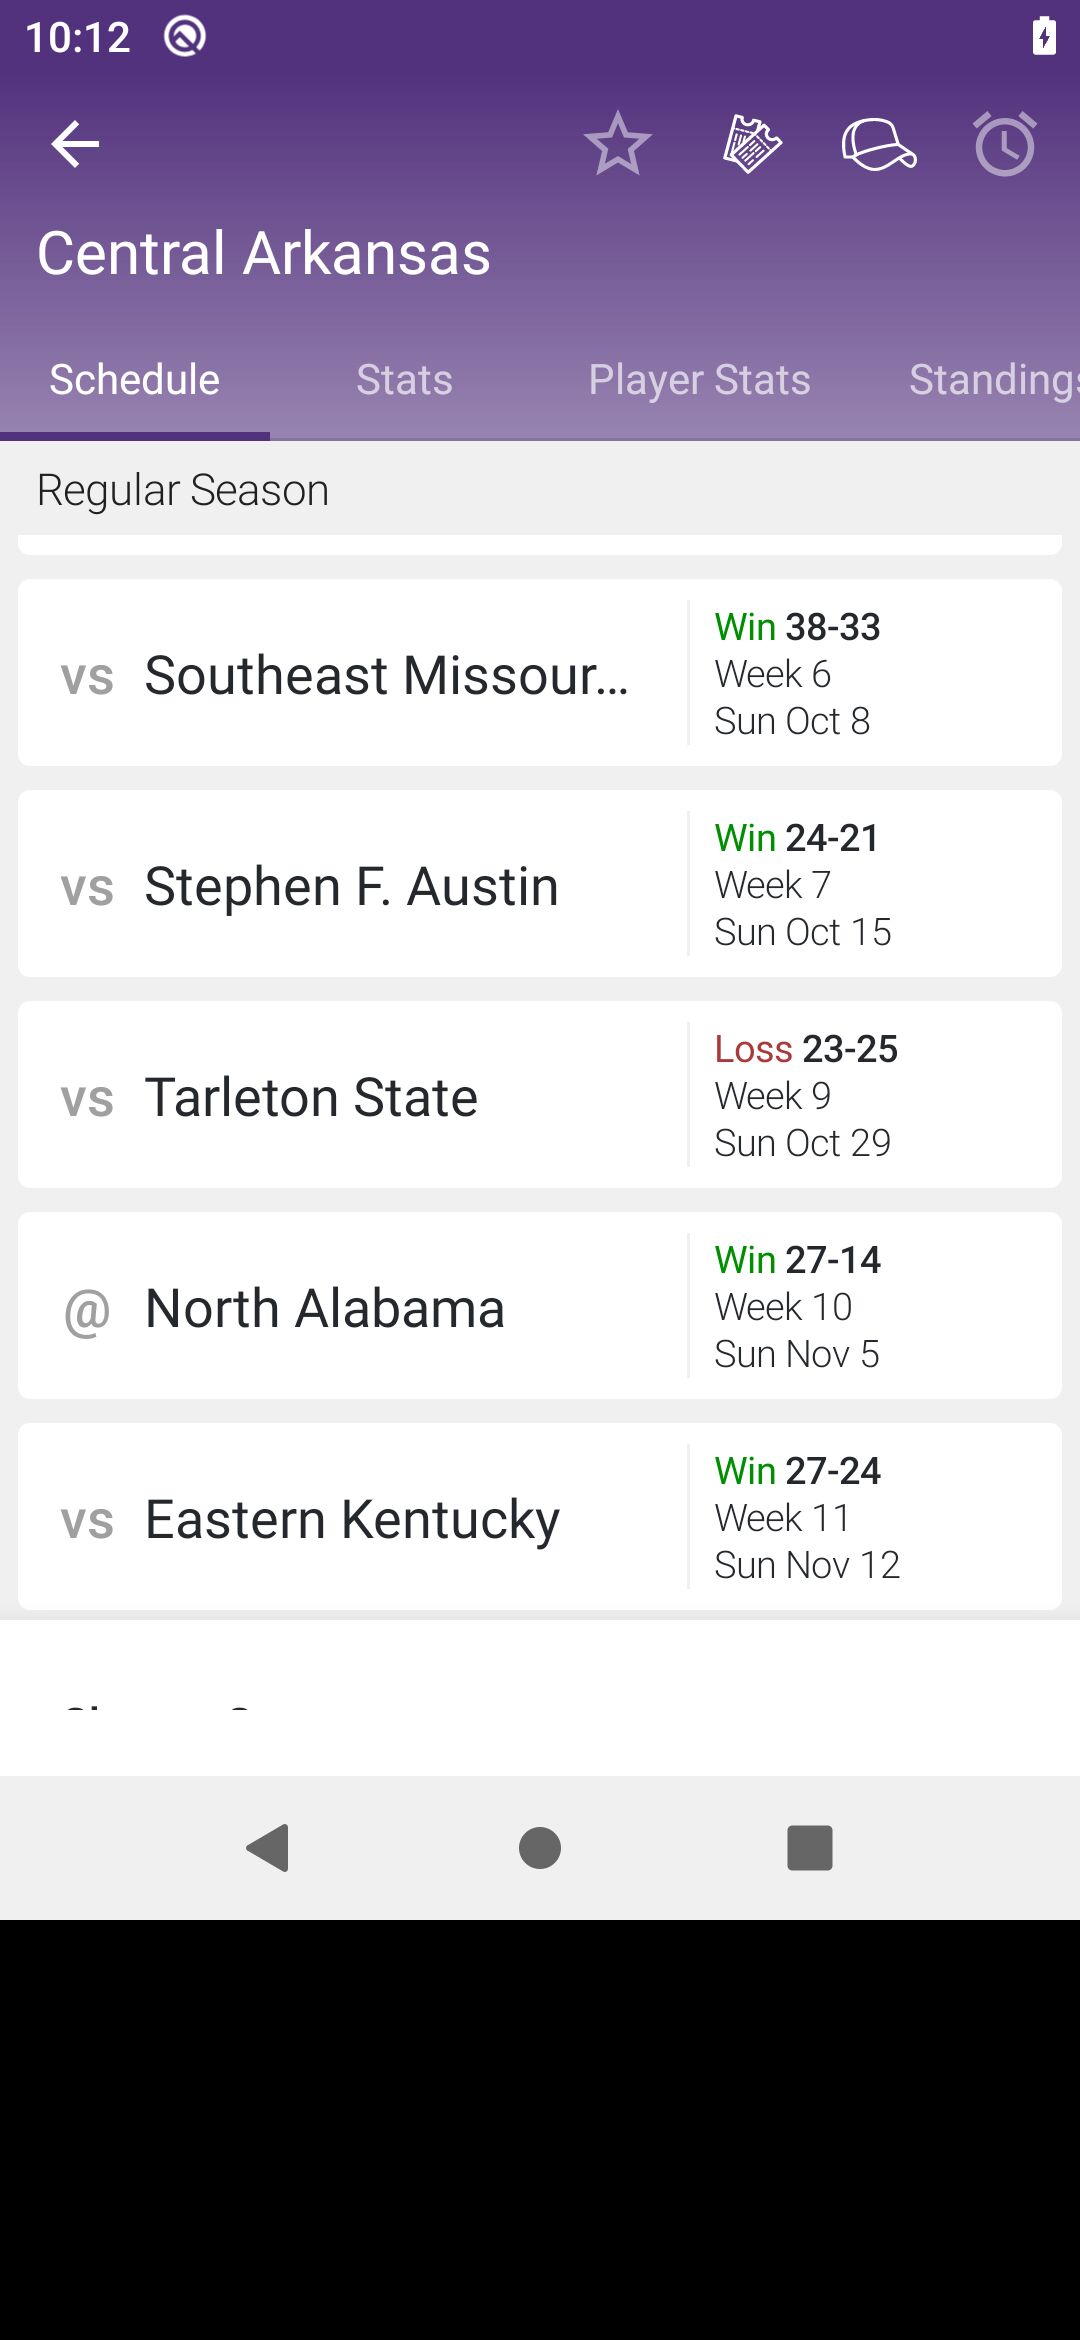 10:12
Central Arkansas
Schedule
Stats
Player Stats
Standings
Regular Season
Win 38-33
vs Southeast Missour...
Week 6
Sun Oct 8
Win 24-21
vs Stephen F. Austin
Week 7
Sun Oct 15
Loss 23-25
vs Tarleton State
Week 9
Sun Oct 29
Win 27-14
@ North Alabama
Week 10
Sun Nov 5
Win 27-24
vs Eastern Kentucky
Week 11
Sun Nov 12